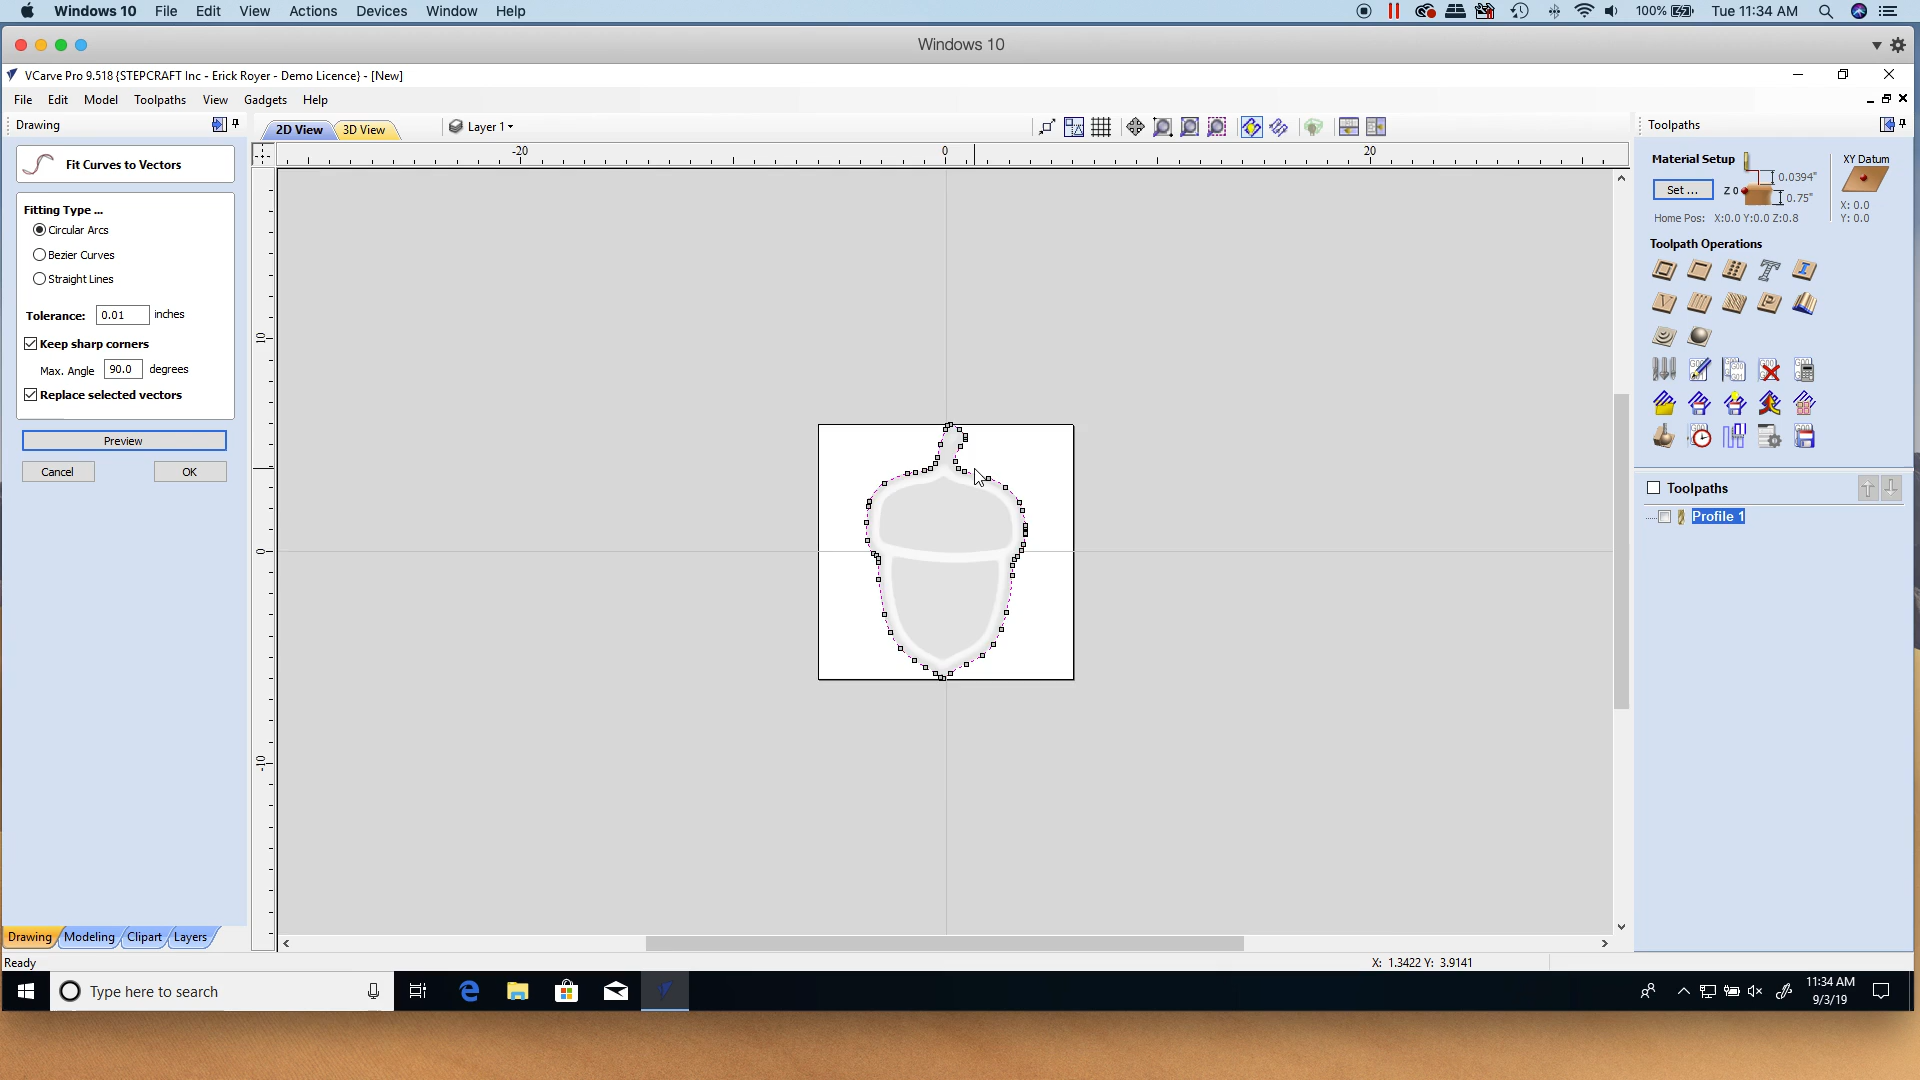 Windows 10 File Edit View Actions Devices Window Help 100% Tue 11:34 AM
Windows 10
VCarve Pro 9.518 {STEPCRAFT Inc - Erick Royer - Demo Licence} - [New]
File Edit Model Toolpaths View Gadgets Help
Drawing
2D View 3D View Layer 1
Toolpaths
Fit Curves to Vectors
Fitting Type ...
Circular Arcs
Bezier Curves
Straight Lines
Tolerance: 0.01 inches
Keep sharp corners
Max. Angle 90.0 degrees
Replace selected vectors
Preview
Cancel OK
-20 0 20
10
0
-10
Material Setup
Set ...
Z 0
0.0394"
0.75"
XY Datum
X: 0.0
Y: 0.0
Home Pos: X:0.0 Y:0.0 Z:0.8
Toolpath Operations
Toolpaths
Profile 1
Drawing Modeling Clipart Layers
Ready
X: 1.3422 Y: 3.9141
Type here to search
11:34 AM
9/3/19